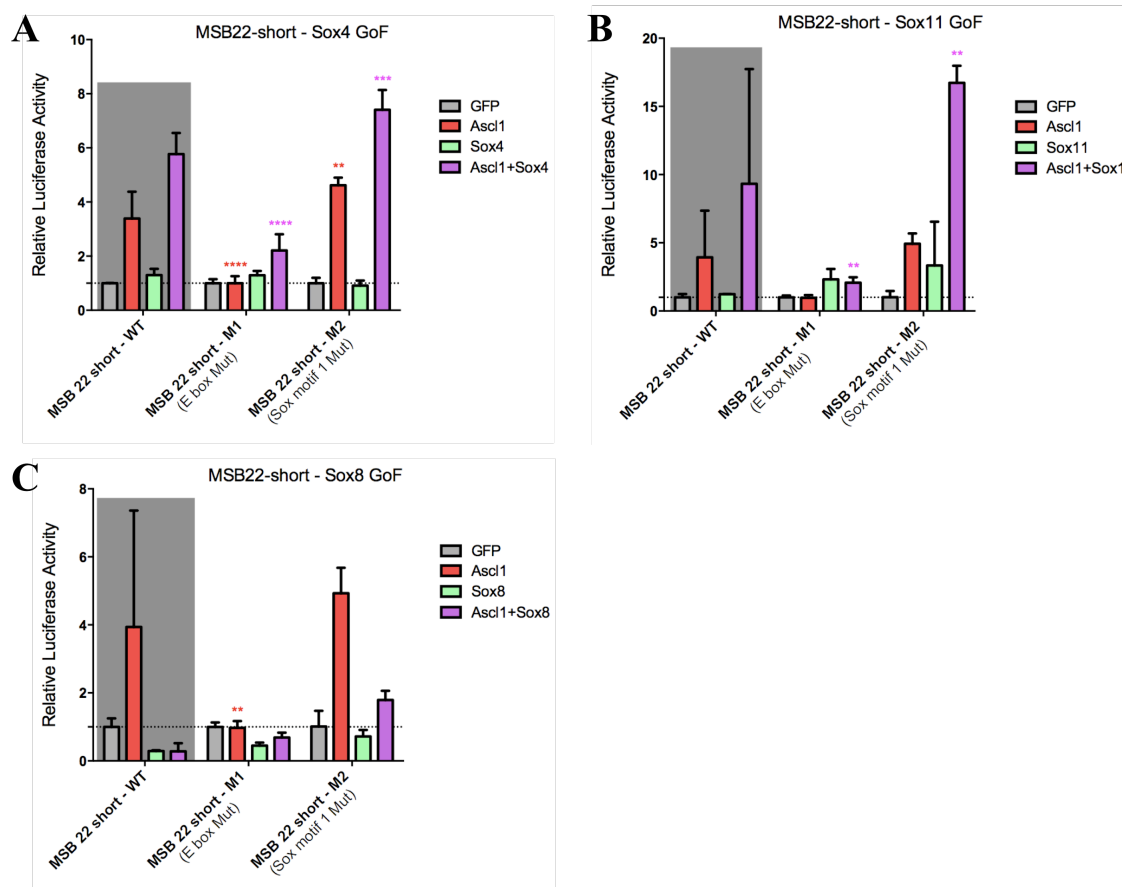 A
MSB22-short - Sox4 GoF
Relative Luciferase Activity
10
8
6
4
2
0
****
****
**
***
GFP
Ascl1
Sox4
Ascl1+Sox4
MSB 22 short - WT
MSB 22 short - M1
(E box Mut)
MSB 22 short - M2
(Sox motif 1 Mut)
B
MSB22-short - Sox11 GoF
Relative Luciferase Activity
20
15
10
5
0
**
**
GFP
Ascl1
Sox11
Ascl1+Sox1
MSB 22 short - WT
MSB 22 short - M1
(E box Mut)
MSB 22 short - M2
(Sox motif 1 Mut)
C
MSB22-short - Sox8 GoF
Relative Luciferase Activity
8
6
4
2
0
**
GFP
Ascl1
Sox8
Ascl1+Sox8
MSB 22 short - WT
MSB 22 short - M1
(E box Mut)
MSB 22 short - M2
(Sox motif 1 Mut)